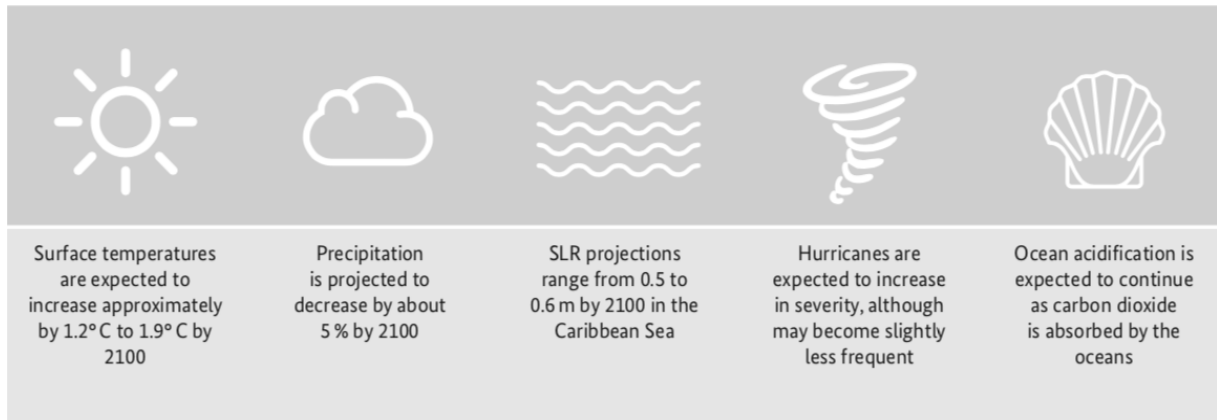 Surface temperatures
are expected to
increase approximately
by 1.2° C to 1.9° C by
2100
Precipitation
is projected to
decrease by about
5 % by 2100
SLR projections
range from 0.5 to
0.6 m by 2100 in the
Caribbean Sea
Hurricanes are
expected to increase
in severity, although
may become slightly
less frequent
Ocean acidification is
expected to continue
as carbon dioxide
is absorbed by the
oceans